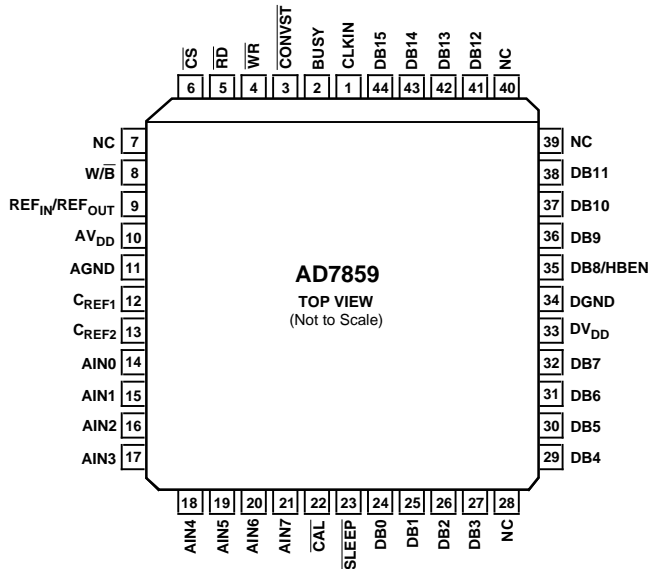 CS RD WR CONVST BUSY CLKIN DB15 DB14 DB13 DB12 NC
6 5 4 3 2 1 44 43 42 41 40
NC 7
W/B 8
REFIN/REFOUT 9
AVDD 10
AGND 11
CREF1 12
CREF2 13
AIN0 14
AIN1 15
AIN2 16
AIN3 17
AD7859
TOP VIEW
(Not to Scale)
39 NC
38 DB11
37 DB10
36 DB9
35 DB8/HBEN
34 DGND
33 DVDD
32 DB7
31 DB6
30 DB5
29 DB4
18 19 20 21 22 23 24 25 26 27 28
AIN4 AIN5 AIN6 AIN7 CAL SLEEP DB0 DB1 DB2 DB3 NC